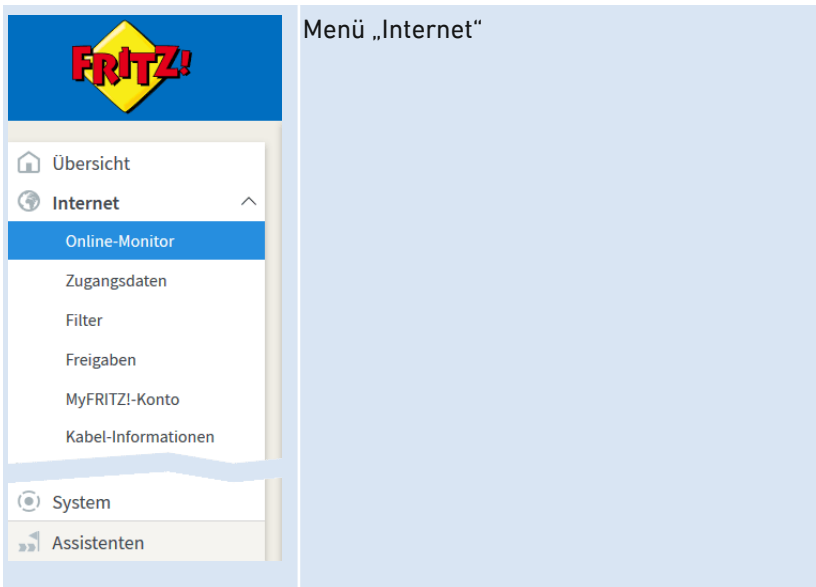 FRITZ!
Menü „Internet“
Übersicht
Internet
Online-Monitor
Zugangsdaten
Filter
Freigaben
MyFRITZ!-Konto
Kabel-Informationen
System
Assistenten